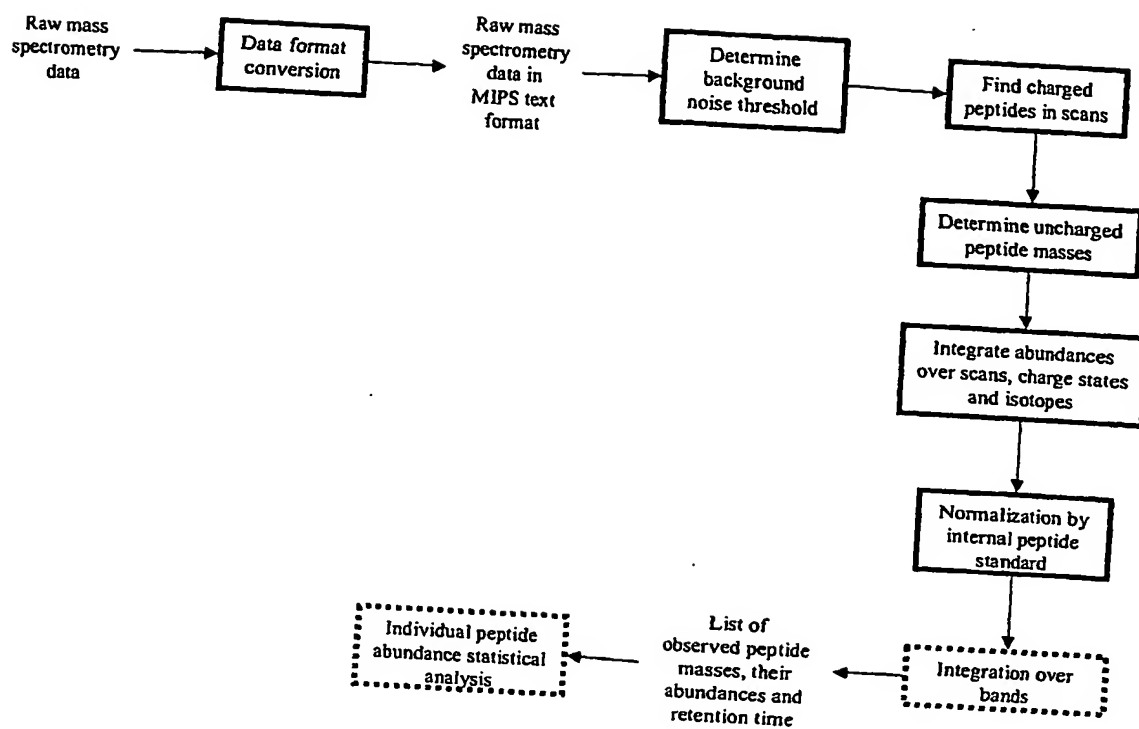 Raw mass
spectrometry
data
Data format
conversion
Raw mass
spectrometry
data in
MIPS text
format
Determine
background
noise threshold
Find charged
peptides in scans
Determine uncharged
peptide masses
Integrate abundances
over scans, charge states
and isotopes
Normalization by
internal peptide
standard
Integration over
bands
List of
observed peptide
masses, their
abundances and
retention time
Individual peptide
abundance statistical
analysis